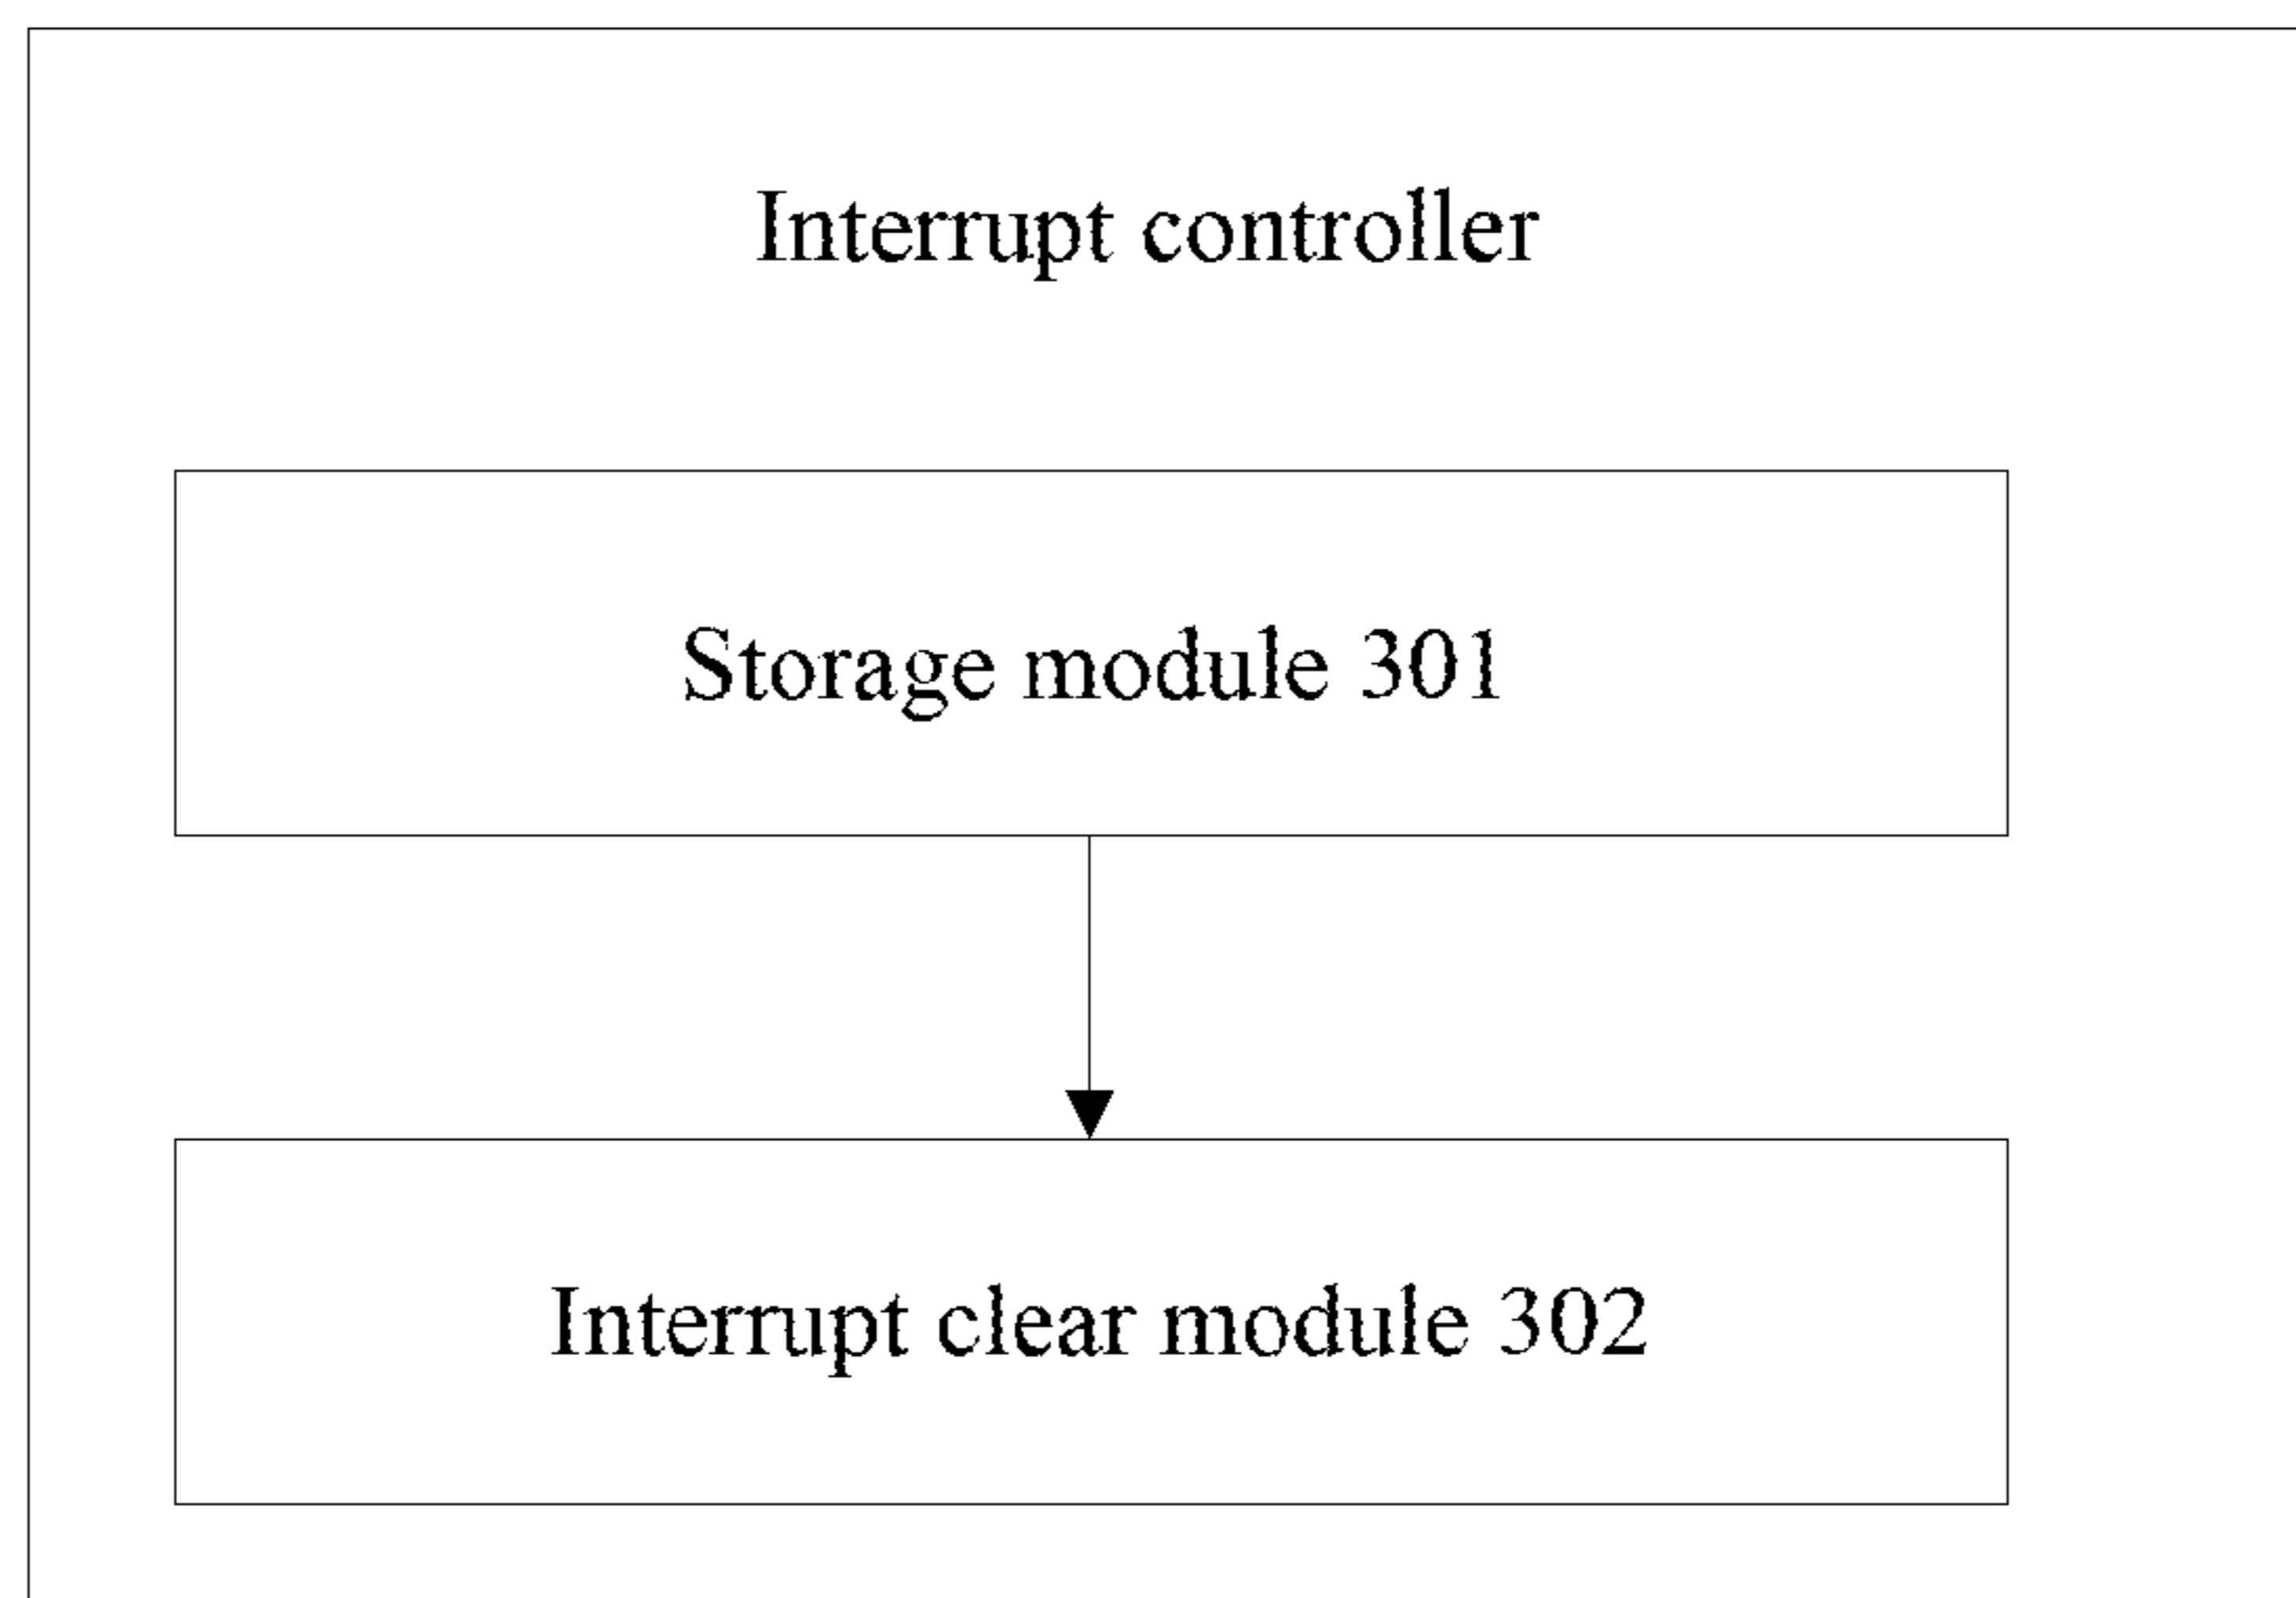 Interrupt controller
Storage module 301
Interrupt clear module 302